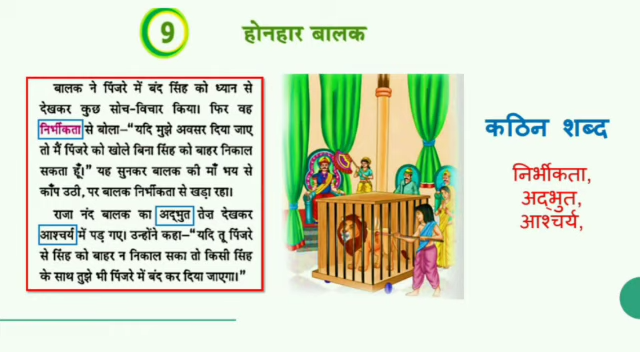 9
होनहार बालक
बालक ने पिंजरे में बंद सिंह को ध्यान से
देखकर कुछ सोच-विचार किया। फिर वह
निर्भीकता से बोला–“यदि मुझे अवसर दिया जाए
तो मैं पिंजरे को खोले बिना सिंह को बाहर निकाल
सकता हूँ।” यह सुनकर बालक की माँ भय से
काँप उठी, पर बालक निर्भीकता से खड़ा रहा।
राजा नंद बालक का अद्भुत तेज देखकर
आश्चर्य में पड़ गए। उन्होंने कहा–“यदि तू पिंजरे
से सिंह को बाहर न निकाल सका तो किसी सिंह
के साथ तुझे भी पिंजरे में बंद कर दिया जाएगा।”
कठिन शब्द
निर्भीकता,
अद्‌भुत,
आश्चर्य,